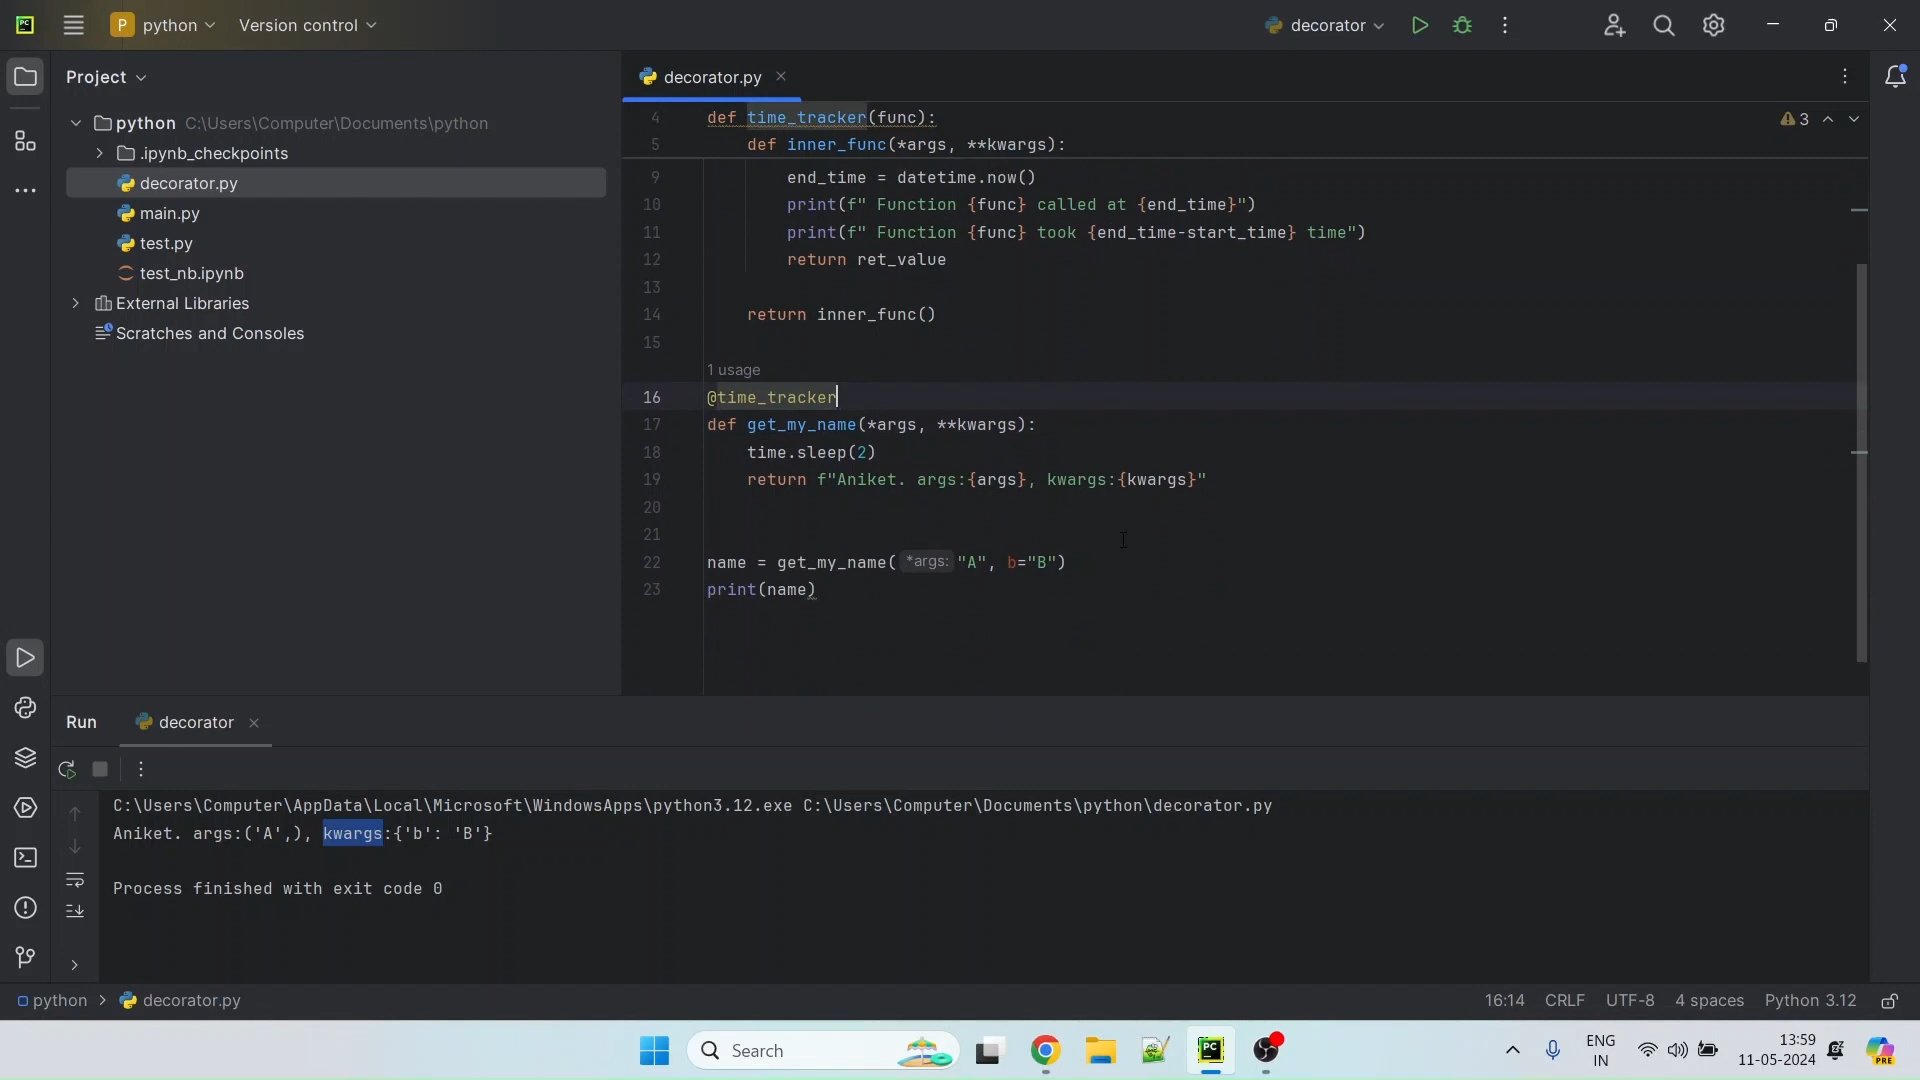 PC
P python Version control
decorator
Project
python C:\Users\Computer\Documents\python
.ipynb_checkpoints
decorator.py
main.py
test.py
test_nb.ipynb
External Libraries
Scratches and Consoles
decorator.py
3
4 def time_tracker(func):
5 def inner_func(*args, **kwargs):
9 end_time = datetime.now()
10 print(f" Function {func} called at {end_time}")
11 print(f" Function {func} took {end_time-start_time} time")
12 return ret_value
13
14 return inner_func()
15
1 usage
16 @time_tracker
17 def get_my_name(*args, **kwargs):
18 time.sleep(2)
19 return f"Aniket. args:{args}, kwargs:{kwargs}"
20
21
22 name = get_my_name( *args: "A", b="B")
23 print(name)
Run decorator
C:\Users\Computer\AppData\Local\Microsoft\WindowsApps\python3.12.exe C:\Users\Computer\Documents\python\decorator.py
Aniket. args:('A',), kwargs:{'b': 'B'}
Process finished with exit code 0
python > decorator.py
16:14 CRLF UTF-8 4 spaces Python 3.12
Search
PC
ENG
IN
13:59
11-05-2024
PRE